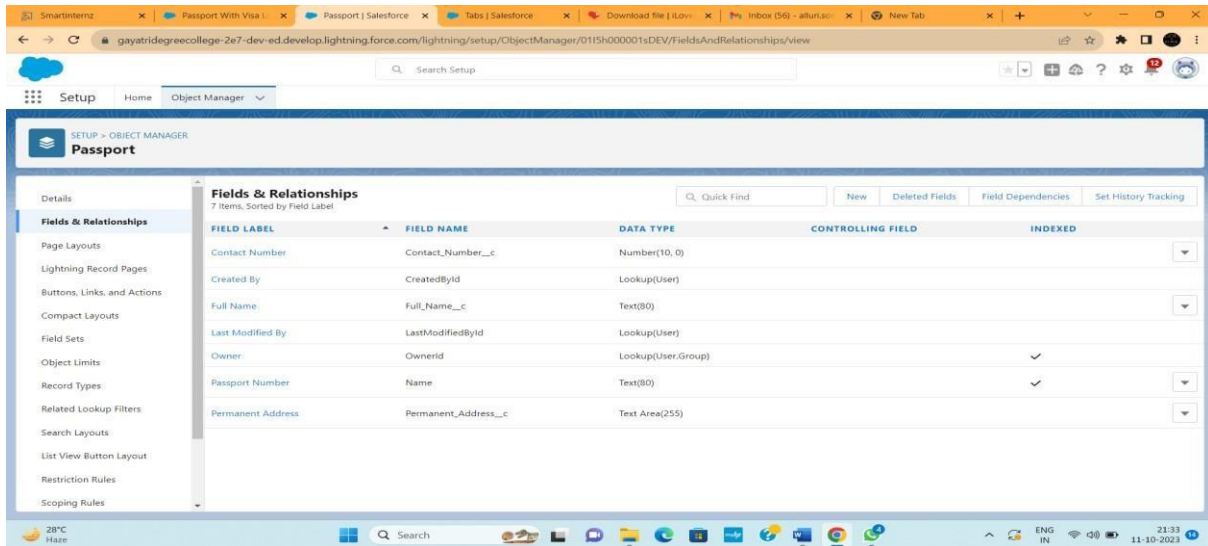 Smartinternz
Passport With Visa L
Passport | Salesforce
Tabs | Salesforce
Download file | iLov
Inbox (56) - alluri.so
New Tab
gayatridegreecollege-2e7-dev-ed.develop.lightning.force.com/lightning/setup/ObjectManager/01I5h000001sDEV/FieldsAndRelationships/view
Search Setup
12
Setup Home Object Manager
SETUP > OBJECT MANAGER
Passport
Details
Fields & Relationships
Page Layouts
Lightning Record Pages
Buttons, Links, and Actions
Compact Layouts
Field Sets
Object Limits
Record Types
Related Lookup Filters
Search Layouts
List View Button Layout
Restriction Rules
Scoping Rules
Fields & Relationships
7 Items, Sorted by Field Label
Quick Find
New
Deleted Fields
Field Dependencies
Set History Tracking
FIELD LABEL FIELD NAME DATA TYPE CONTROLLING FIELD INDEXED
Contact Number Contact_Number__c Number(10, 0)
Created By CreatedById Lookup(User)
Full Name Full_Name__c Text(80)
Last Modified By LastModifiedById Lookup(User)
Owner OwnerId Lookup(User,Group)
Passport Number Name Text(80)
Permanent Address Permanent_Address__c Text Area(255)
28°C
Haze
Search
ENG
IN
21:33
11-10-2023